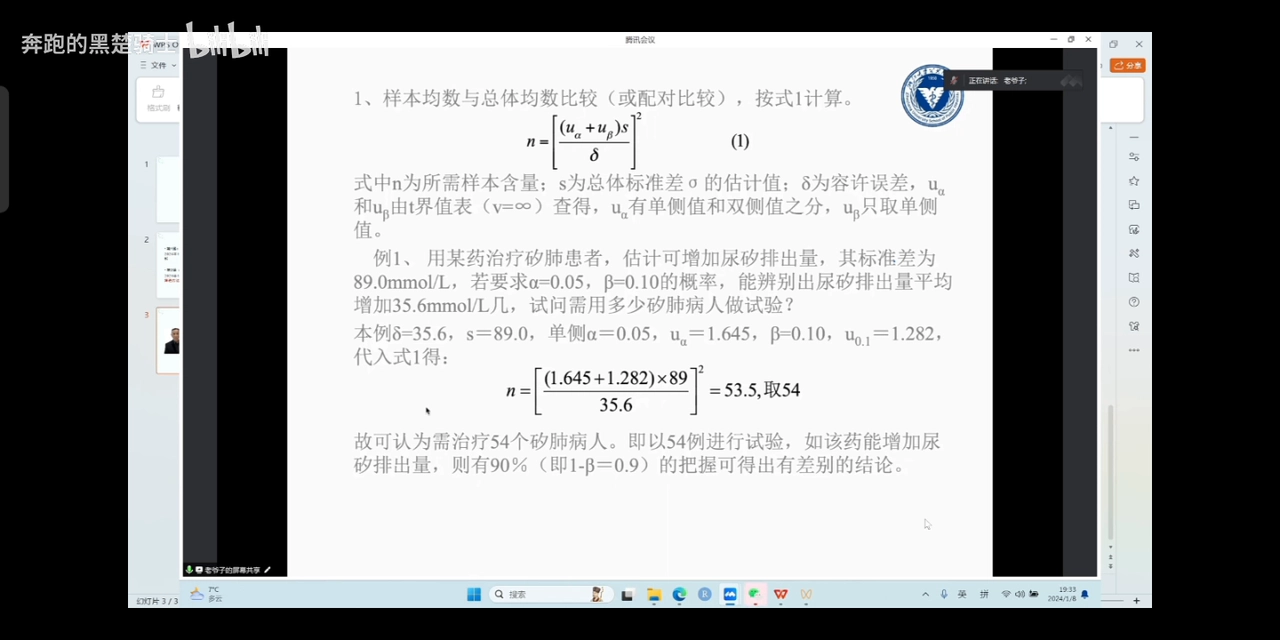 奔跑的黑楚骑士 bilibili
腾讯会议
WPS O
文件
分享
格式刷
正在讲话: 老爷子:
1、样本均数与总体均数比较（或配对比较），按式1计算。
n = [(uα + uβ)s / δ]² (1)
式中n为所需样本含量；s为总体标准差σ的估计值；δ为容许误差，uα
和uβ由t界值表（v=∞）查得，uα有单侧值和双侧值之分，uβ只取单侧
值。
例1、 用某药治疗矽肺患者，估计可增加尿矽排出量，其标准差为
89.0mmol/L，若要求α=0.05，β=0.10的概率，能辨别出尿矽排出量平均
增加35.6mmol/L几，试问需用多少矽肺病人做试验？
本例δ=35.6，s＝89.0，单侧α＝0.05，uα＝1.645，β=0.10，u0.1＝1.282，
代入式1得：
n = [(1.645+1.282)×89 / 35.6]² = 53.5,取54
故可认为需治疗54个矽肺病人。即以54例进行试验，如该药能增加尿
矽排出量，则有90％（即1-β＝0.9）的把握可得出有差别的结论。
1
2
3
老爷子的屏幕共享
幻灯片 3 / 3
7°C
多云
搜索
英
拼
19:33
2024/1/8